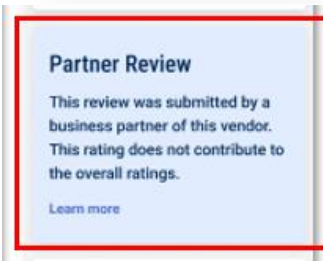 Partner Review
This review was submitted by a
business partner of this vendor.
This rating does not contribute to
the overall ratings.
Learn more